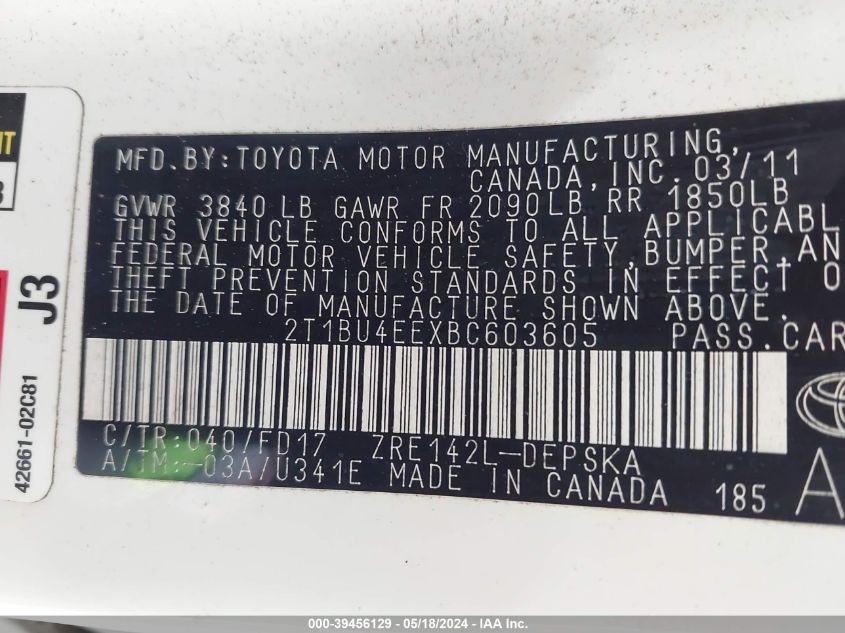 MFD.BY:TOYOTA MOTOR MANUFACTURING,
CANADA,INC. 03/11
GVWR 3840 LB GAWR FR 2090LB RR 1850LB
THIS VEHICLE CONFORMS TO ALL APPLICABL
FEDERAL MOTOR VEHICLE SAFETY,BUMPER,AN
THEFT PREVENTION STANDARDS IN EFFECT O
THE DATE OF MANUFACTURE SHOWN ABOVE.
2T1BU4EEXBC603605 PASS.CAR
C/TR:040/FD17 ZRE142L-DEPSKA
A/TM:-03A/U341E MADE IN CANADA 185 A
J3
42661-02C81
000-39456129 - 05/18/2024 - IAA Inc.